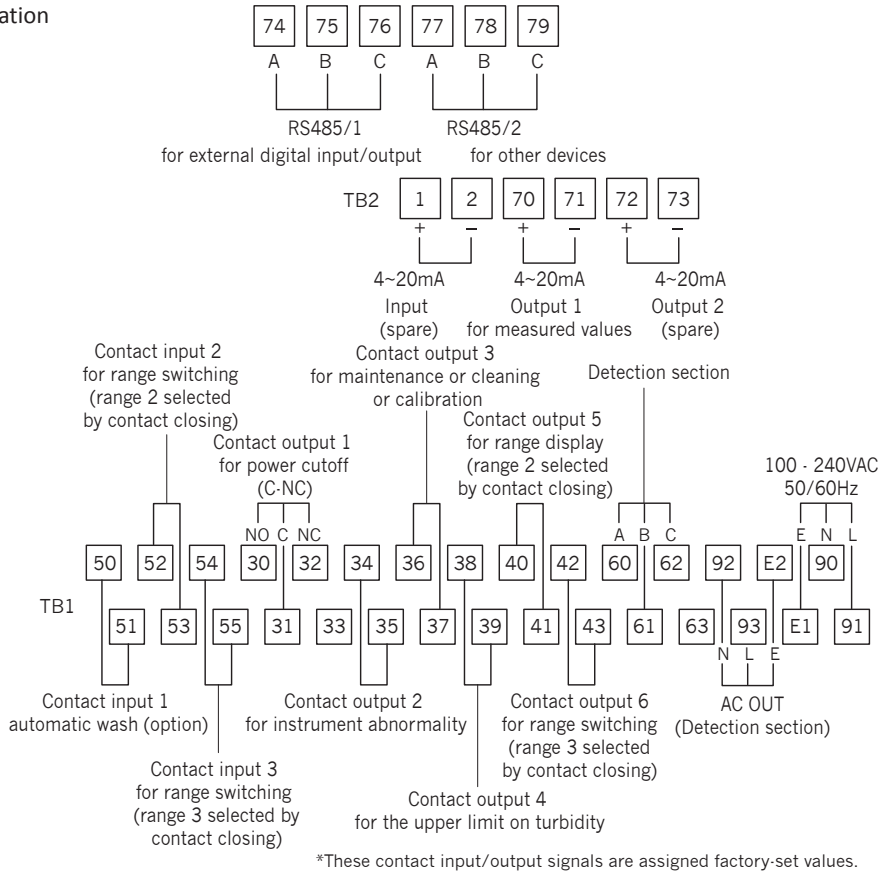 ation
74 75 76 77 78 79
A B C A B C
RS485/1 RS485/2
for external digital input/output for other devices
TB2 1 2 70 71 72 73
+ − + − + −
4~20mA 4~20mA 4~20mA
Input Output 1 Output 2
(spare) for measured values (spare)
Contact input 2
for range switching
(range 2 selected
by contact closing)
Contact output 3
for maintenance or cleaning
or calibration
Detection section
Contact output 1
for power cutoff
(C-NC)
Contact output 5
for range display
(range 2 selected
by contact closing)
100 - 240VAC
50/60Hz
NO C NC A B C E N L
50 52 54 30 32 34 36 38 40 42 60 62 92 E2 90
TB1
51 53 55 31 33 35 37 39 41 43 61 63 93 E1 91
N L E
Contact input 1
automatic wash (option)
Contact output 2
for instrument abnormality
Contact output 6
for range switching
(range 3 selected
by contact closing)
AC OUT
(Detection section)
Contact input 3
for range switching
(range 3 selected by
contact closing)
Contact output 4
for the upper limit on turbidity
*These contact input/output signals are assigned factory-set values.